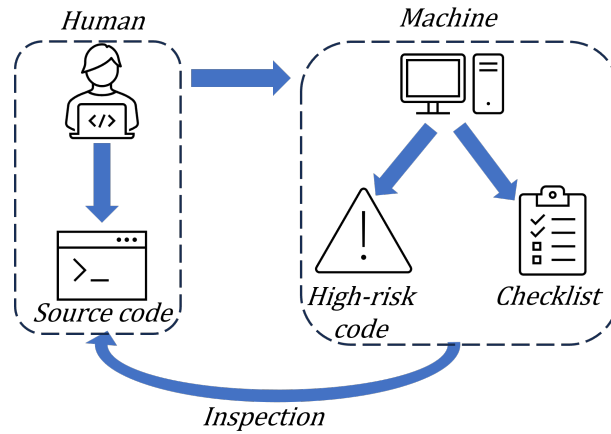 Human
Machine
</>
>_
Source code
High-risk
code
Checklist
Inspection